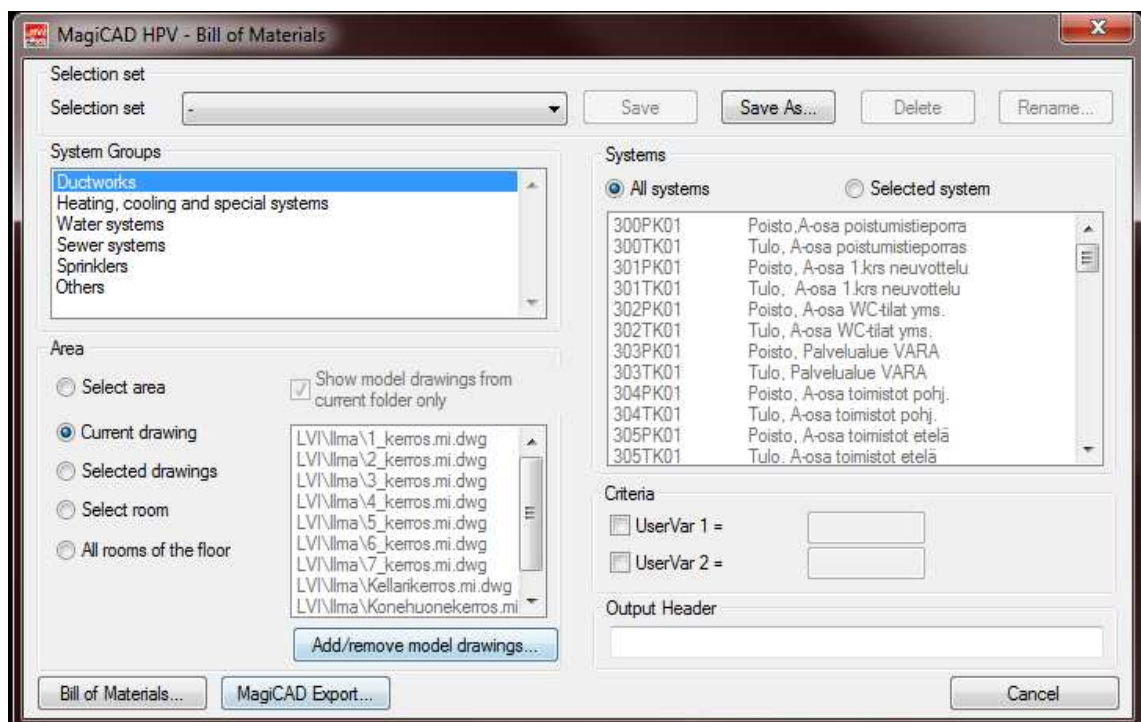 MagiCAD HPV - Bill of Materials
Selection set
Selection set - Save Save As... Delete Rename...
System Groups
Ductworks
Heating, cooling and special systems
Water systems
Sewer systems
Sprinklers
Others
Systems
All systems Selected system
300PK01 Poisto,A-osa poistumistieporra
300TK01 Tulo, A-osa poistumistieporras
301PK01 Poisto, A-osa 1.krs neuvottelu
301TK01 Tulo, A-osa 1.krs neuvottelu
302PK01 Poisto, A-osa WC-tilat yms.
302TK01 Tulo, A-osa WC-tilat yms.
303PK01 Poisto, Palvelualue VARA
303TK01 Tulo, Palvelualue VARA
304PK01 Poisto, A-osa toimistot pohj.
304TK01 Tulo, A-osa toimistot pohj.
305PK01 Poisto, A-osa toimistot etelä
305TK01 Tulo. A-osa toimistot etelä
Area
Select area
Current drawing
Selected drawings
Select room
All rooms of the floor
Show model drawings from
current folder only
LVI\Ilma\1_kerros.mi.dwg
LVI\Ilma\2_kerros.mi.dwg
LVI\Ilma\3_kerros.mi.dwg
LVI\Ilma\4_kerros.mi.dwg
LVI\Ilma\5_kerros.mi.dwg
LVI\Ilma\6_kerros.mi.dwg
LVI\Ilma\7_kerros.mi.dwg
LVI\Ilma\Kellarikerros.mi.dwg
LVI\Ilma\Konehuonekerros.mi
Add/remove model drawings...
Criteria
UserVar 1 =
UserVar 2 =
Output Header
Bill of Materials... MagiCAD Export... Cancel